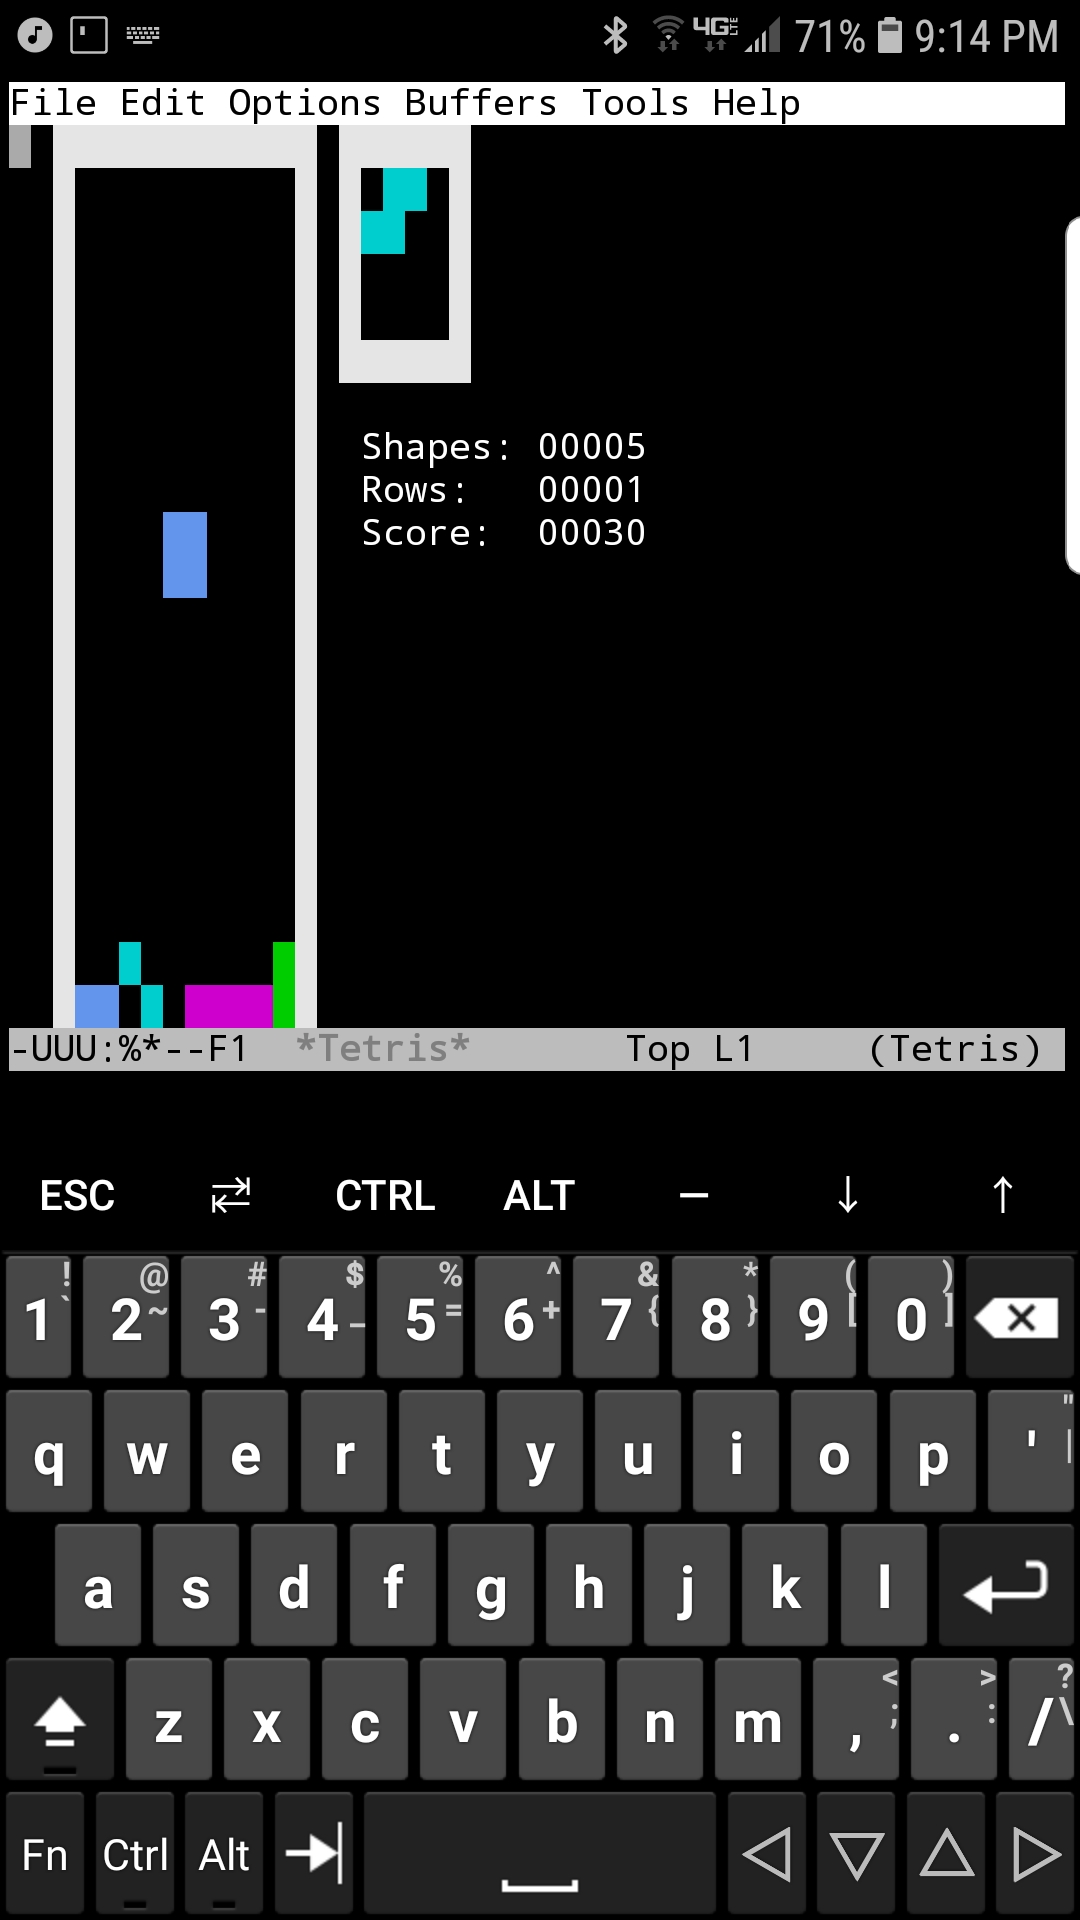 4G LTE 71% 9:14 PM
File Edit Options Buffers Tools Help
Shapes: 00005
Rows: 00001
Score: 00030
-UUU:%*--F1 *Tetris* Top L1 (Tetris)
ESC ⇄ CTRL ALT – ↓ ↑
1 ! ` 2 @ ~ 3 # - 4 $ _ 5 % = 6 ^ + 7 & { 8 * } 9 ( [ 0 ) ]
q w e r t y u i o p ' " |
a s d f g h j k l
z x c v b n m , < ; . > : / ? \
Fn Ctrl Alt